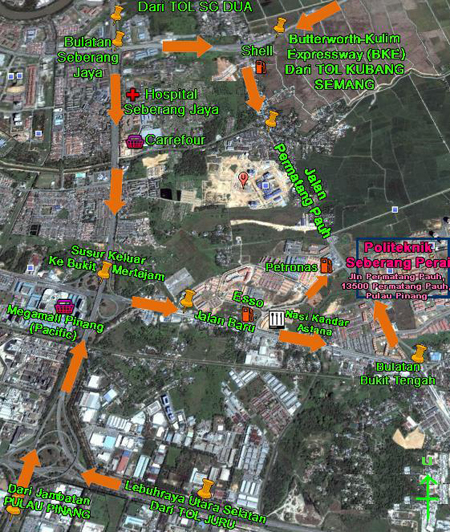 Dari TOL SG DUA
Bulatan
Seberang
Jaya
Shell
Butterworth-Kulim
Expressway (BKE)
Dari TOL KUBANG
SEMANG
Hospital
Seberang Jaya
Carrefour
Jalan
Permatang Pauh
Politeknik
Seberang Perai
Jln Permatang Pauh,
13500 Permatang Pauh
Pulau Pinang
Petronas
Susur Keluar
Ke Bukit Mertajam
Esso
Jalan Baru
Nasi Kandar
Astana
Megamall Pinang
(Pacific)
Bulatan
Bukit Tengah
Dari Jambatan
PULAU PINANG
Lebuhraya Utara Selatan
Dari TOL JURU